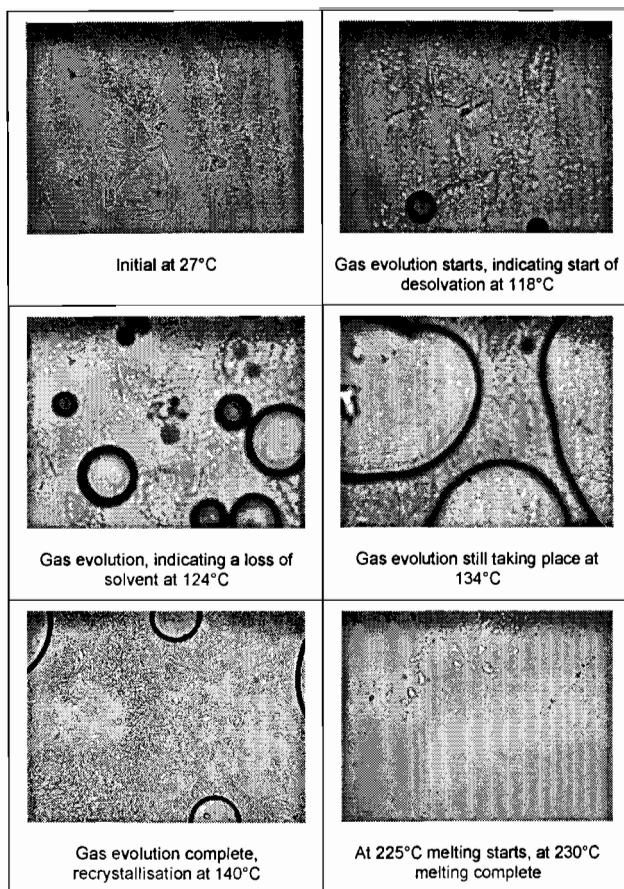 Initial at 27°C
Gas evolution starts, indicating start of
desolvation at 118°C
Gas evolution, indicating a loss of
solvent at 124°C
Gas evolution still taking place at
134°C
Gas evolution complete,
recrystallisation at 140°C
At 225°C melting starts, at 230°C
melting complete